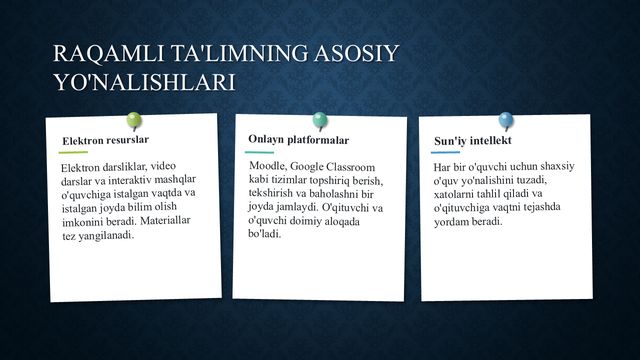 RAQAMLI TA'LIMNING ASOSIY
YO'NALISHLARI
Elektron resurslar
Elektron darsliklar, video
darslar va interaktiv mashqlar
o'quvchiga istalgan vaqtda va
istalgan joyda bilim olish
imkonini beradi. Materiallar
tez yangilanadi.
Onlayn platformalar
Moodle, Google Classroom
kabi tizimlar topshiriq berish,
tekshirish va baholashni bir
joyda jamlaydi. O'qituvchi va
o'quvchi doimiy aloqada
bo'ladi.
Sun'iy intellekt
Har bir o'quvchi uchun shaxsiy
o'quv yo'nalishini tuzadi,
xatolarni tahlil qiladi va
o'qituvchiga vaqtni tejashda
yordam beradi.